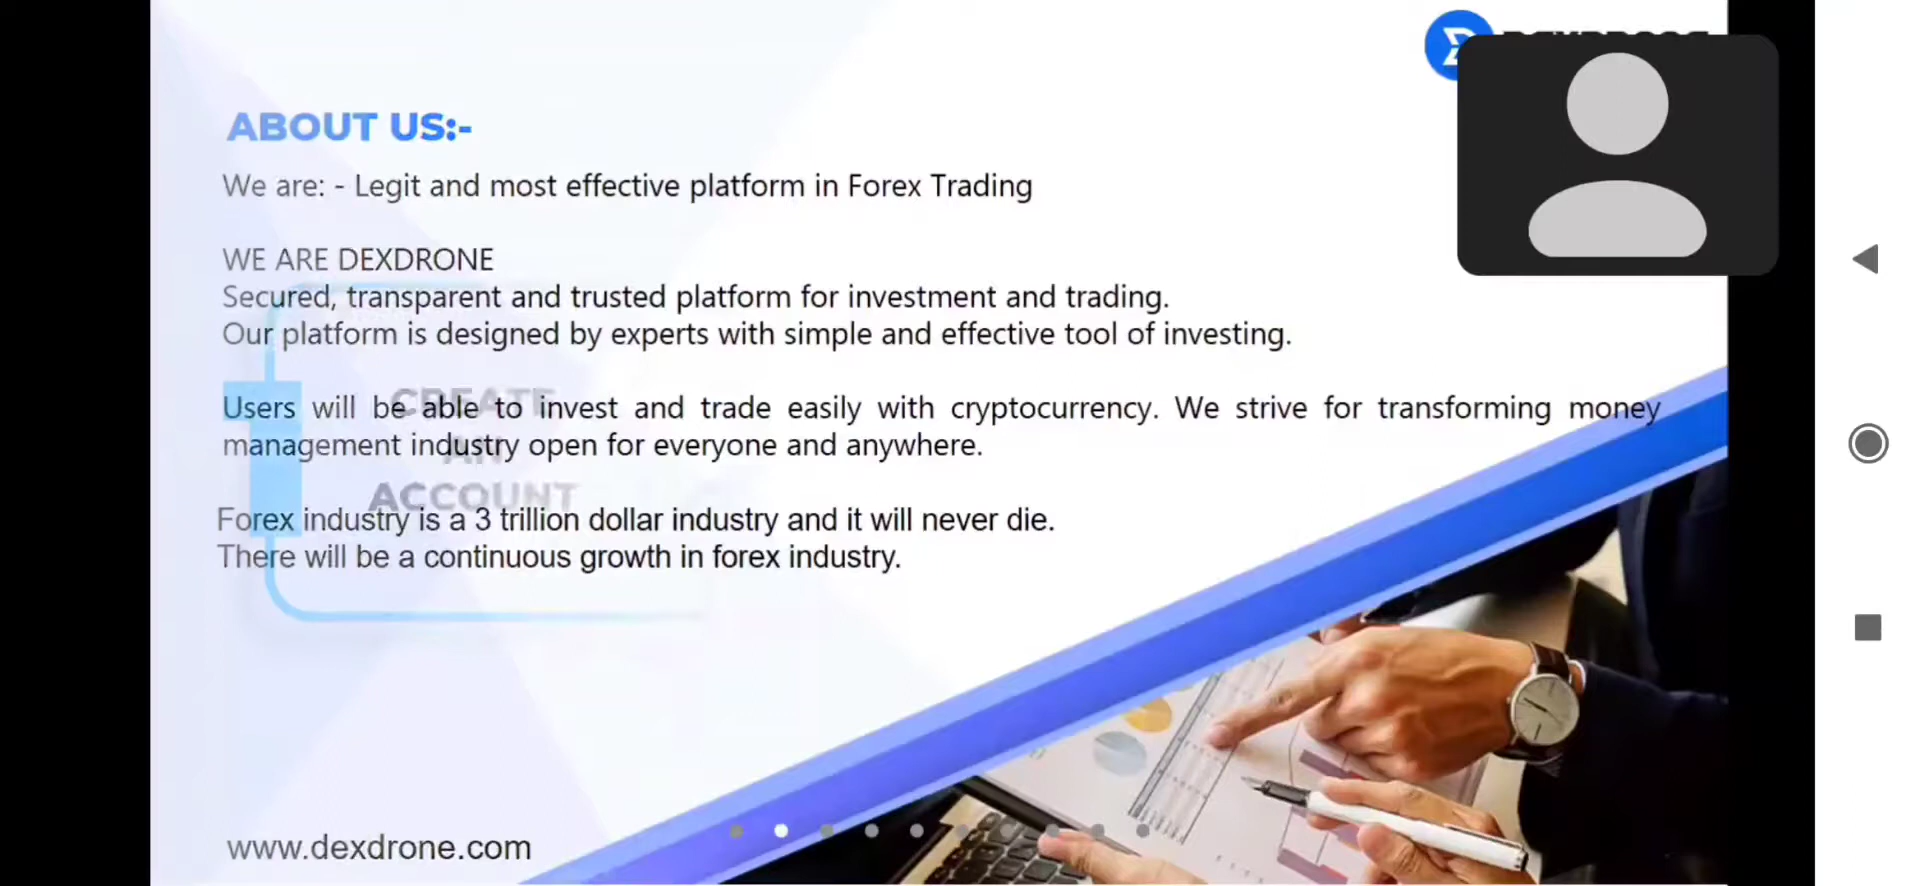 ABOUT US:-
We are: - Legit and most effective platform in Forex Trading
WE ARE DEXDRONE
Secured, transparent and trusted platform for investment and trading.
Our platform is designed by experts with simple and effective tool of investing.
Users will be able to invest and trade easily with cryptocurrency. We strive for transforming money
management industry open for everyone and anywhere.
Forex industry is a 3 trillion dollar industry and it will never die.
There will be a continuous growth in forex industry.
1
CREATE
AN
ACCOUNT
www.dexdrone.com